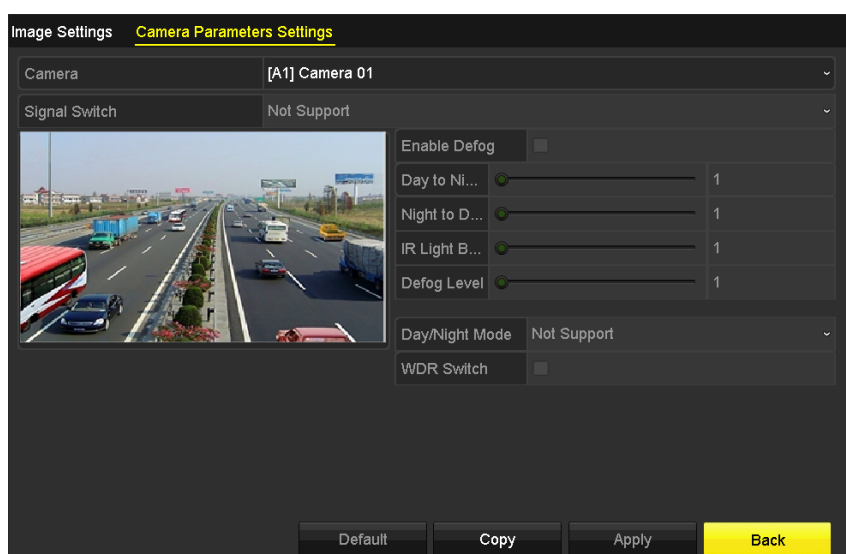 Image Settings Camera Parameters Settings
Camera [A1] Camera 01
Signal Switch Not Support
Enable Defog
Day to Ni... 1
Night to D... 1
IR Light B... 1
Defog Level 1
Day/Night Mode Not Support
WDR Switch
Default Copy Apply Back